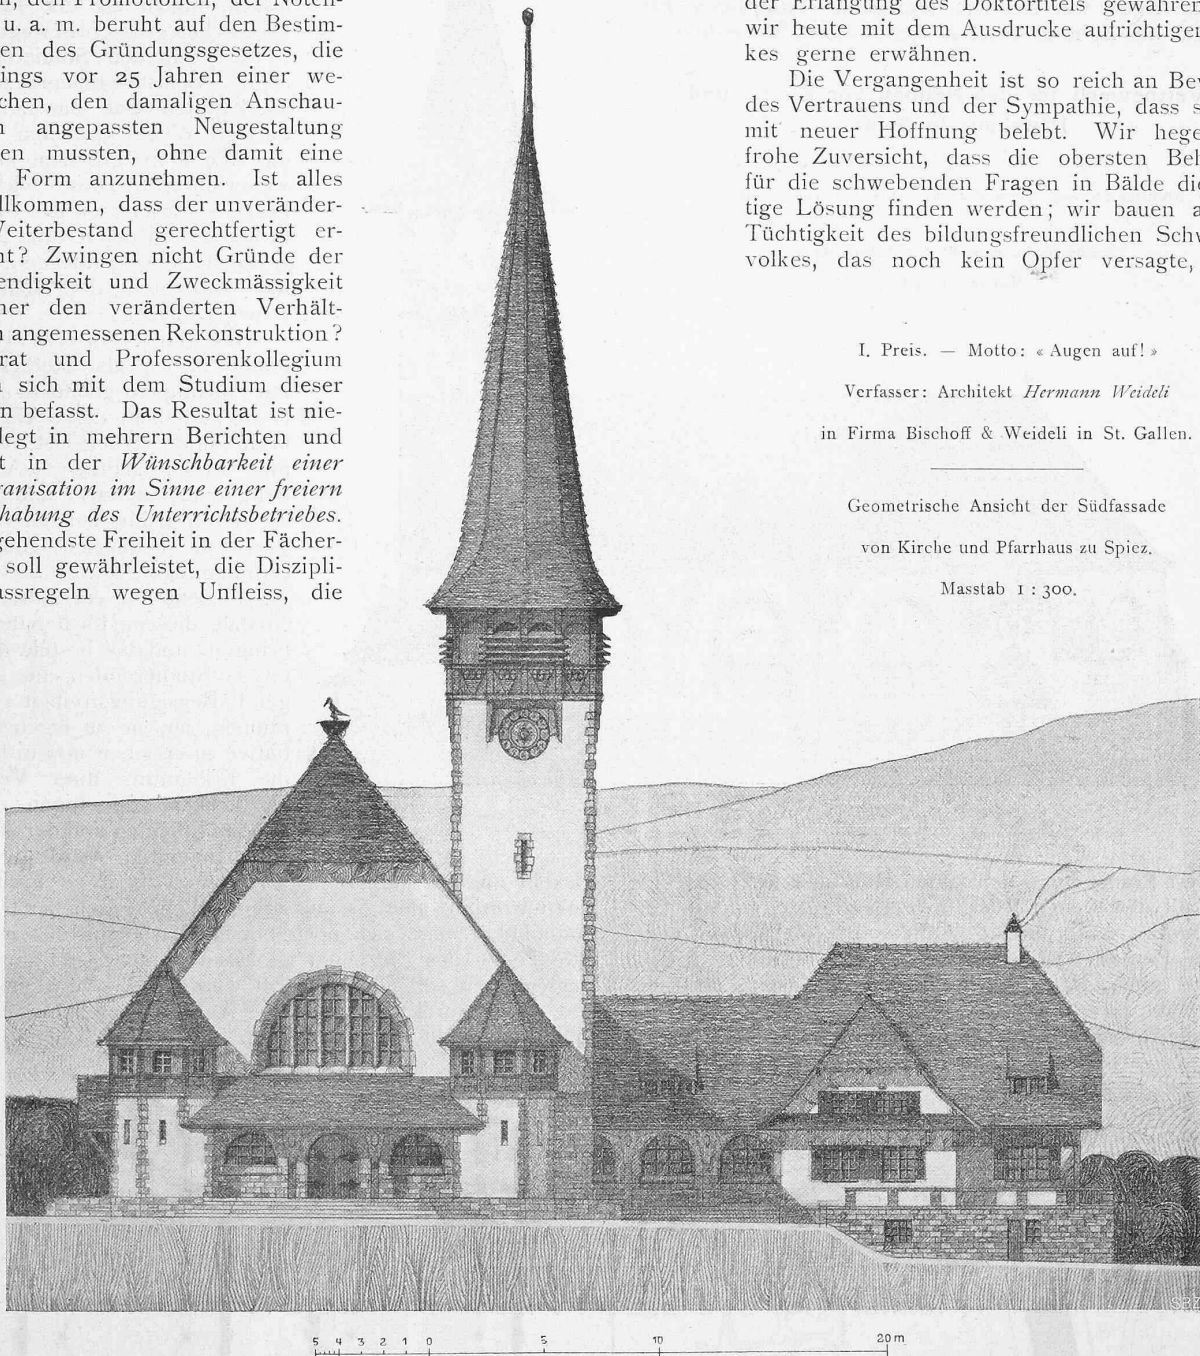 n, den Promotionen, der Noten-
u. a. m. beruht auf den Bestim-
en des Gründungsgesetzes, die
ings vor 25 Jahren einer we-
chen, den damaligen Anschau-
n angepassten Neugestaltung
en mussten, ohne damit eine
Form anzunehmen. Ist alles
llkommen, dass der unveränder-
Weiterbestand gerechtfertigt er-
nt? Zwingen nicht Gründe der
endigkeit und Zweckmässigkeit
ner den veränderten Verhält-
n angemessenen Rekonstruktion?
rat und Professorenkollegium
sich mit dem Studium dieser
n befasst. Das Resultat ist nie-
legt in mehrern Berichten und
t in der Wünschbarkeit einer
anisation im Sinne einer freiern
habung des Unterrichtsbetriebes.
gehendste Freiheit in der Fächer-
soll gewährleistet, die Diszipli-
assregeln wegen Unfleiss, die
der Erlangung des Doktortitels gewähren
wir heute mit dem Ausdrucke aufrichtiger
kes gerne erwähnen.
Die Vergangenheit ist so reich an Be
des Vertrauens und der Sympathie, dass s
mit neuer Hoffnung belebt. Wir hege
frohe Zuversicht, dass die obersten Beh
für die schwebenden Fragen in Bälde die
tige Lösung finden werden; wir bauen a
Tüchtigkeit des bildungsfreundlichen Schw
volkes, das noch kein Opfer versagte,
I. Preis. — Motto: « Augen auf! »
Verfasser: Architekt Hermann Weideli
in Firma Bischoff & Weideli in St. Gallen.
Geometrische Ansicht der Südfassade
von Kirche und Pfarrhaus zu Spiez.
Masstab 1 : 300.
SBZ
5 4 3 2 1 0 5 10 20 m